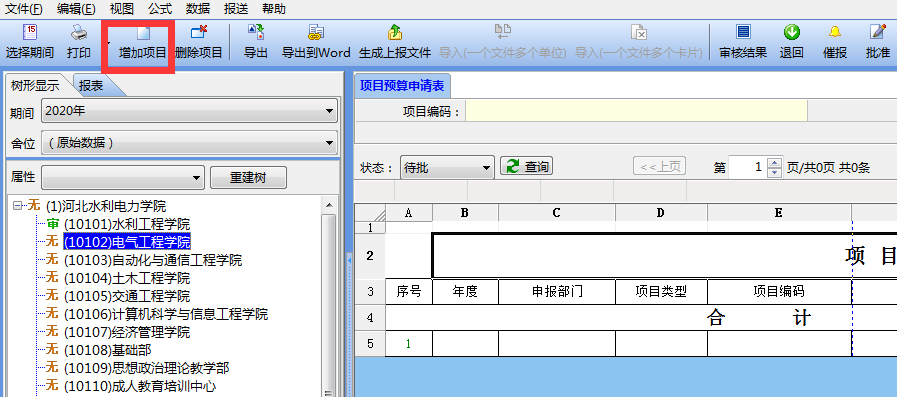 文件(F) 编辑(E) 视图 公式 数据 报送 帮助
选择期间 打印 增加项目 删除项目 导出 导出到Word 生成上报文件 导入(一个文件多个单位) 导入(一个文件多个卡片) 审核结果 退回 催报 批准
树形显示 报表
期间 2020年
舍位 (原始数据)
属性 重建树
无 (1)河北水利电力学院
审 (10101)水利工程学院
无 (10102)电气工程学院
无 (10103)自动化与通信工程学院
无 (10104)土木工程学院
无 (10105)交通工程学院
无 (10106)计算机科学与信息工程学院
无 (10107)经济管理学院
无 (10108)基础部
无 (10109)思想政治理论教学部
无 (10110)成人教育培训中心
项目预算申请表
项目编码：
状态： 待批 查询 <<上页 第 1 页/共0页 共0条
A B C D E
1
2 项 目
3 序号 年度 申报部门 项目类型 项目编码
4 合 计
5 1